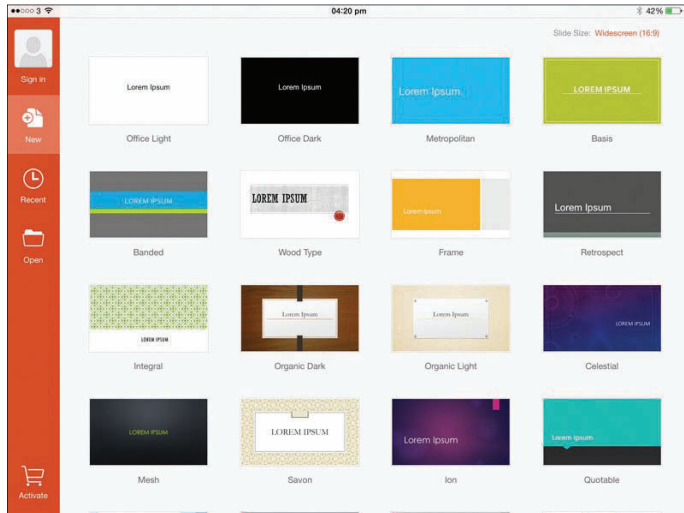 3
04:20 pm
42%
Slide Size: Widescreen (16:9)
Sign in
New
Recent
Open
Activate
Lorem Ipsum
Lorem Ipsum
Lorem Ipsum
LOREM IPSUM
Office Light
Office Dark
Metropolitan
Basis
LOREM IPSUM
LOREM IPSUM
Lorem Ipsum
Lorem Ipsum
Banded
Wood Type
Frame
Retrospect
LOREM IPSUM
Lorem Ipsum
Lorem Ipsum
LOREM IPSUM
Integral
Organic Dark
Organic Light
Celestial
LOREM IPSUM
LOREM IPSUM
Lorem Ipsum
Lorem Ipsum
Mesh
Savon
Ion
Quotable